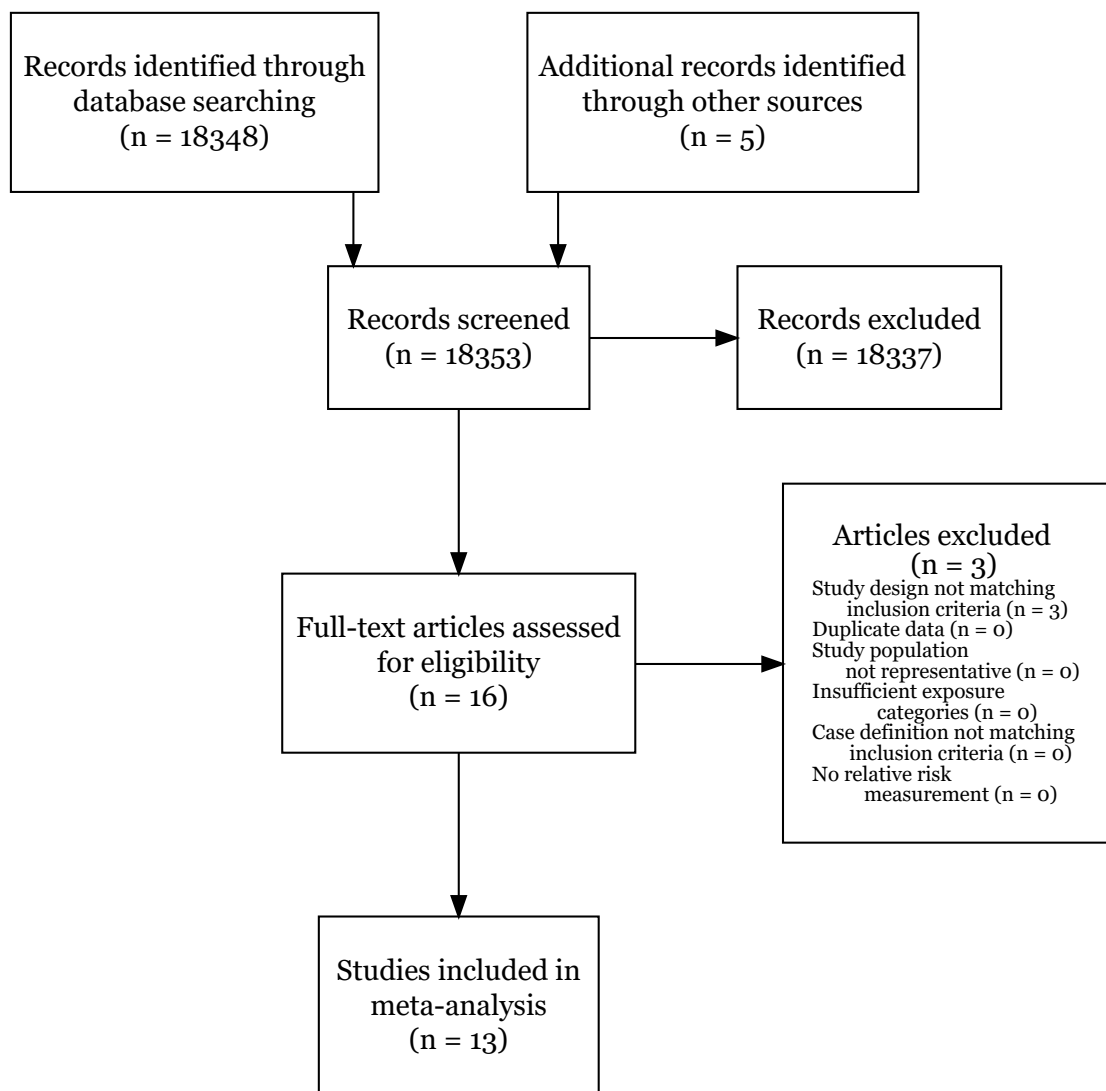 Records identified through
database searching
(n = 18348)
Additional records identified
through other sources
(n = 5)
Records screened
(n = 18353)
Records excluded
(n = 18337)
Full-text articles assessed
for eligibility
(n = 16)
Articles excluded
(n = 3)
Study design not matching
inclusion criteria (n = 3)
Duplicate data (n = 0)
Study population
not representative (n = 0)
Insufficient exposure
categories (n = 0)
Case definition not matching
inclusion criteria (n = 0)
No relative risk
measurement (n = 0)
Studies included in
meta-analysis
(n = 13)